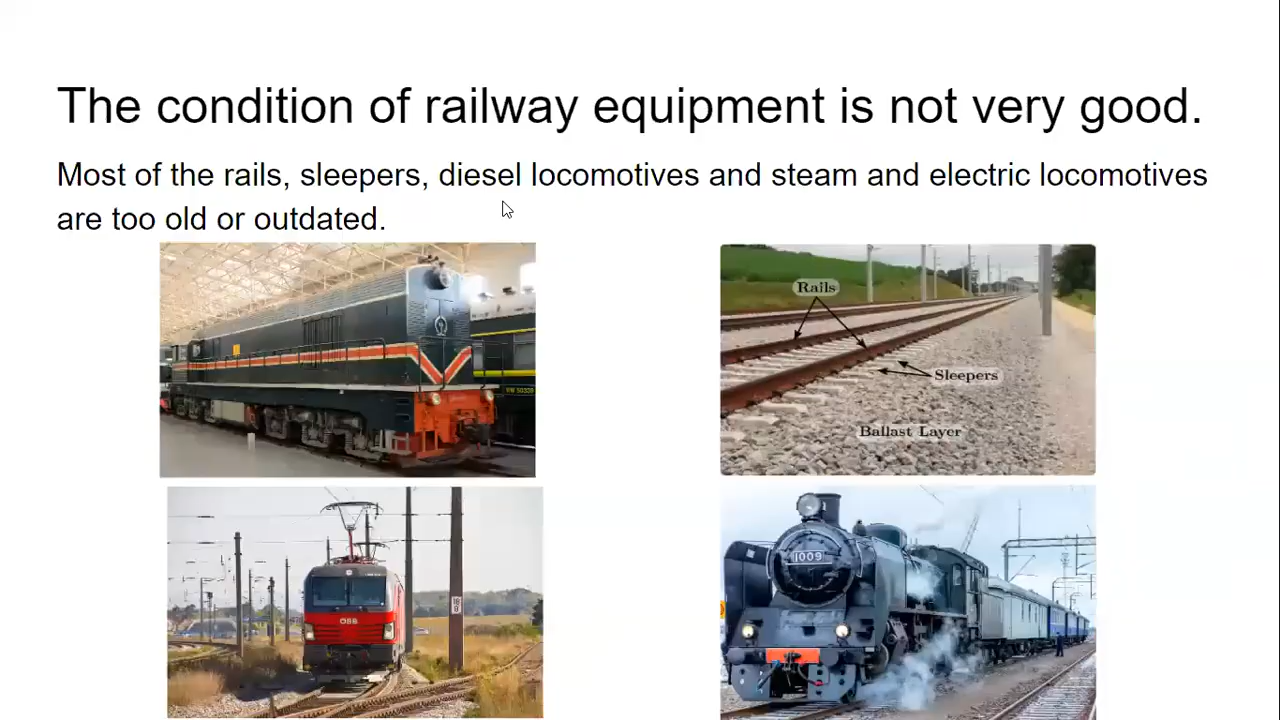 The condition of railway equipment is not very good.
Most of the rails, sleepers, diesel locomotives and steam and electric locomotives
are too old or outdated.
Rails
Sleepers
Ballast Layer
ÖBB
1009